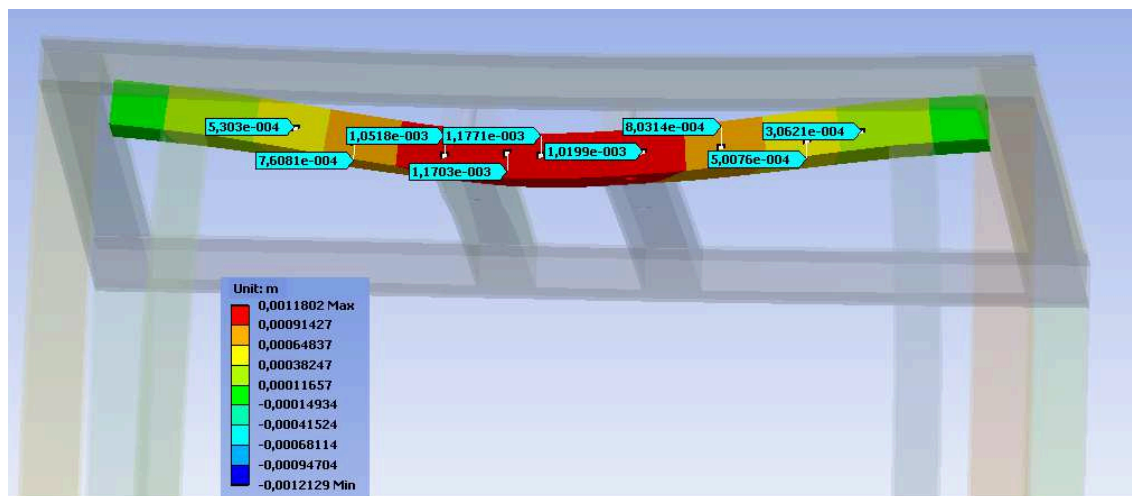 5,303e-004
1,0518e-003
1,1771e-003
8,0314e-004
3,0621e-004
7,6081e-004
1,1703e-003
1,0199e-003
5,0076e-004
Unit: m
0,0011802 Max
0,00091427
0,00064837
0,00038247
0,00011657
-0,00014934
-0,00041524
-0,00068114
-0,00094704
-0,0012129 Min